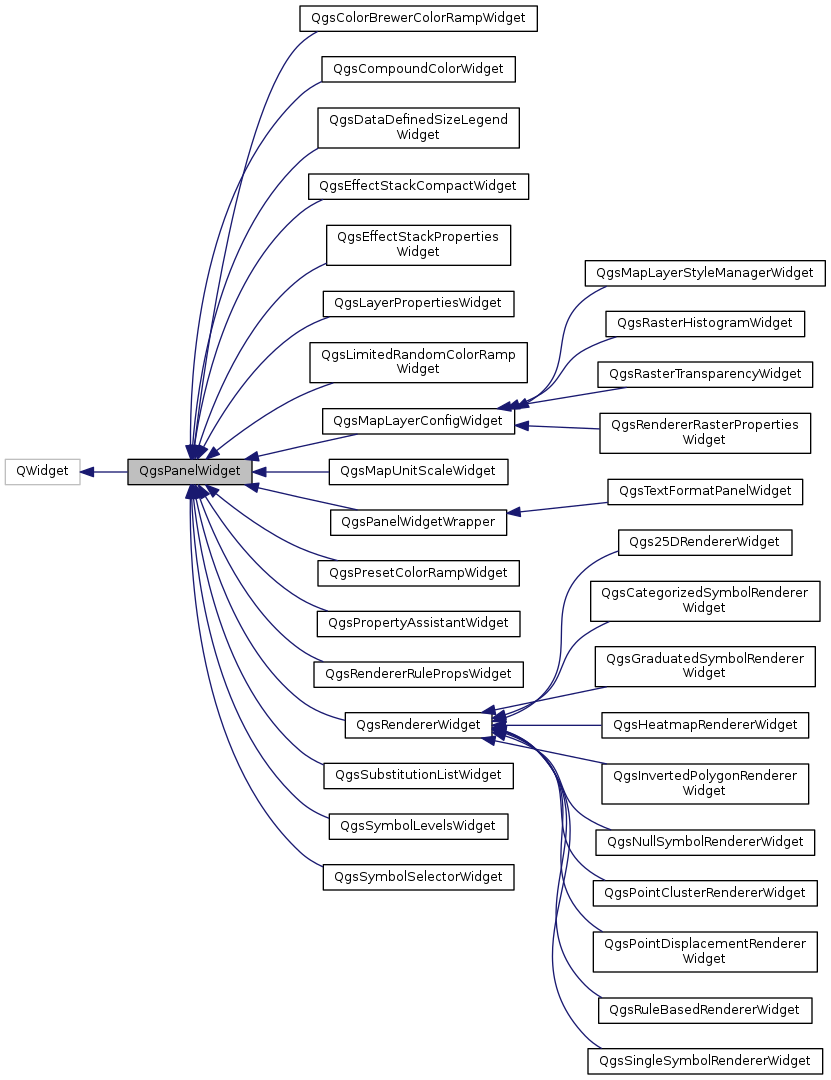 QgsColorBrewerColorRampWidget
QgsCompoundColorWidget
QgsDataDefinedSizeLegend
Widget
QgsEffectStackCompactWidget
QgsEffectStackProperties
Widget
QgsLayerPropertiesWidget
QgsLimitedRandomColorRamp
Widget
QgsMapLayerConfigWidget
QWidget
QgsPanelWidget
QgsMapUnitScaleWidget
QgsPanelWidgetWrapper
QgsPresetColorRampWidget
QgsPropertyAssistantWidget
QgsRendererRulePropsWidget
QgsRendererWidget
QgsSubstitutionListWidget
QgsSymbolLevelsWidget
QgsSymbolSelectorWidget
QgsMapLayerStyleManagerWidget
QgsRasterHistogramWidget
QgsRasterTransparencyWidget
QgsRendererRasterProperties
Widget
QgsTextFormatPanelWidget
Qgs25DRendererWidget
QgsCategorizedSymbolRenderer
Widget
QgsGraduatedSymbolRenderer
Widget
QgsHeatmapRendererWidget
QgsInvertedPolygonRenderer
Widget
QgsNullSymbolRendererWidget
QgsPointClusterRendererWidget
QgsPointDisplacementRenderer
Widget
QgsRuleBasedRendererWidget
QgsSingleSymbolRendererWidget